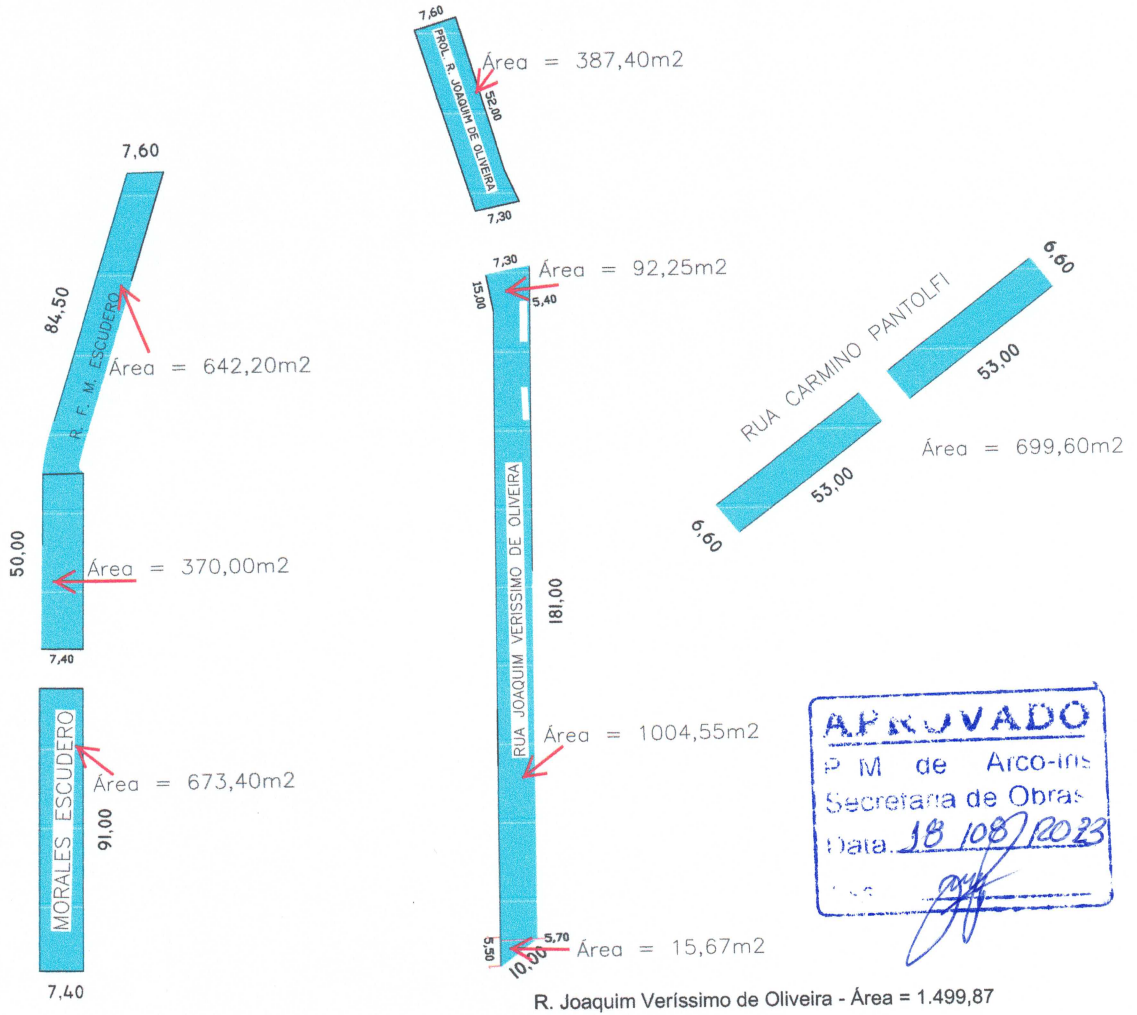 7,60
PROL. R. JOAQUIM DE OLIVEIRA
Área = 387,40m2
52,00
7,30
7,60
84,50
R. F. M. ESCUDERO
Área = 642,20m2
50,00
Área = 370,00m2
7,40
MORALES ESCUDERO
Área = 673,40m2
91,00
7,40
7,30
Área = 92,25m2
15,00
5,40
RUA JOAQUIM VERISSIMO DE OLIVEIRA
181,00
Área = 1004,55m2
5,70
5,50
Área = 15,67m2
10,00
R. Joaquim Veríssimo de Oliveira - Área = 1.499,87
6,60
RUA CARMINO PANTOLFI
53,00
Área = 699,60m2
53,00
6,60
APROVADO
P M de Arco-Iris
Secretaria de Obras
Data. 18/08/2023